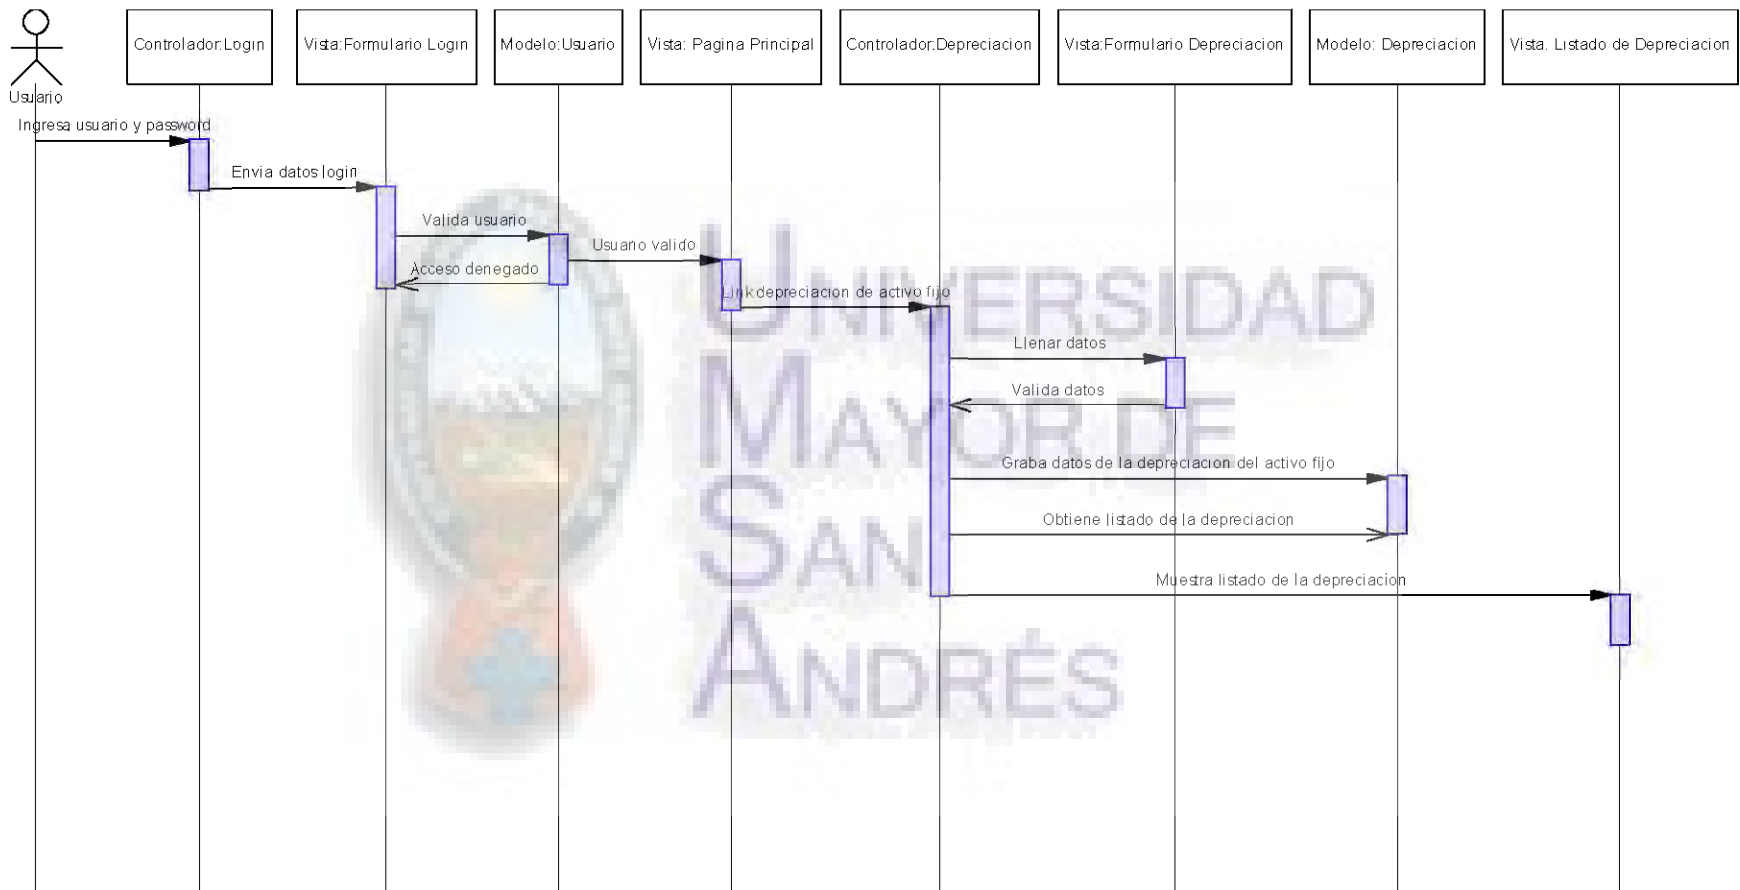 Controlador:Login
Vista:Formulario Login
Modelo:Usuario
Vista: Pagina Principal
Controlador:Depreciacion
Vista:Formulario Depreciacion
Modelo: Depreciacion
Vista. Listado de Depreciacion
Usuario
Ingresa usuario y password
Envia datos login
Valida usuario
Usuario valido
Acceso denegado
Link depreciacion de activo fijo
Llenar datos
Valida datos
Graba datos de la depreciacion del activo fijo
Obtiene listado de la depreciacion
Muestra listado de la depreciacion
UNIVERSIDAD
MAYOR DE
SAN
ANDRÉS